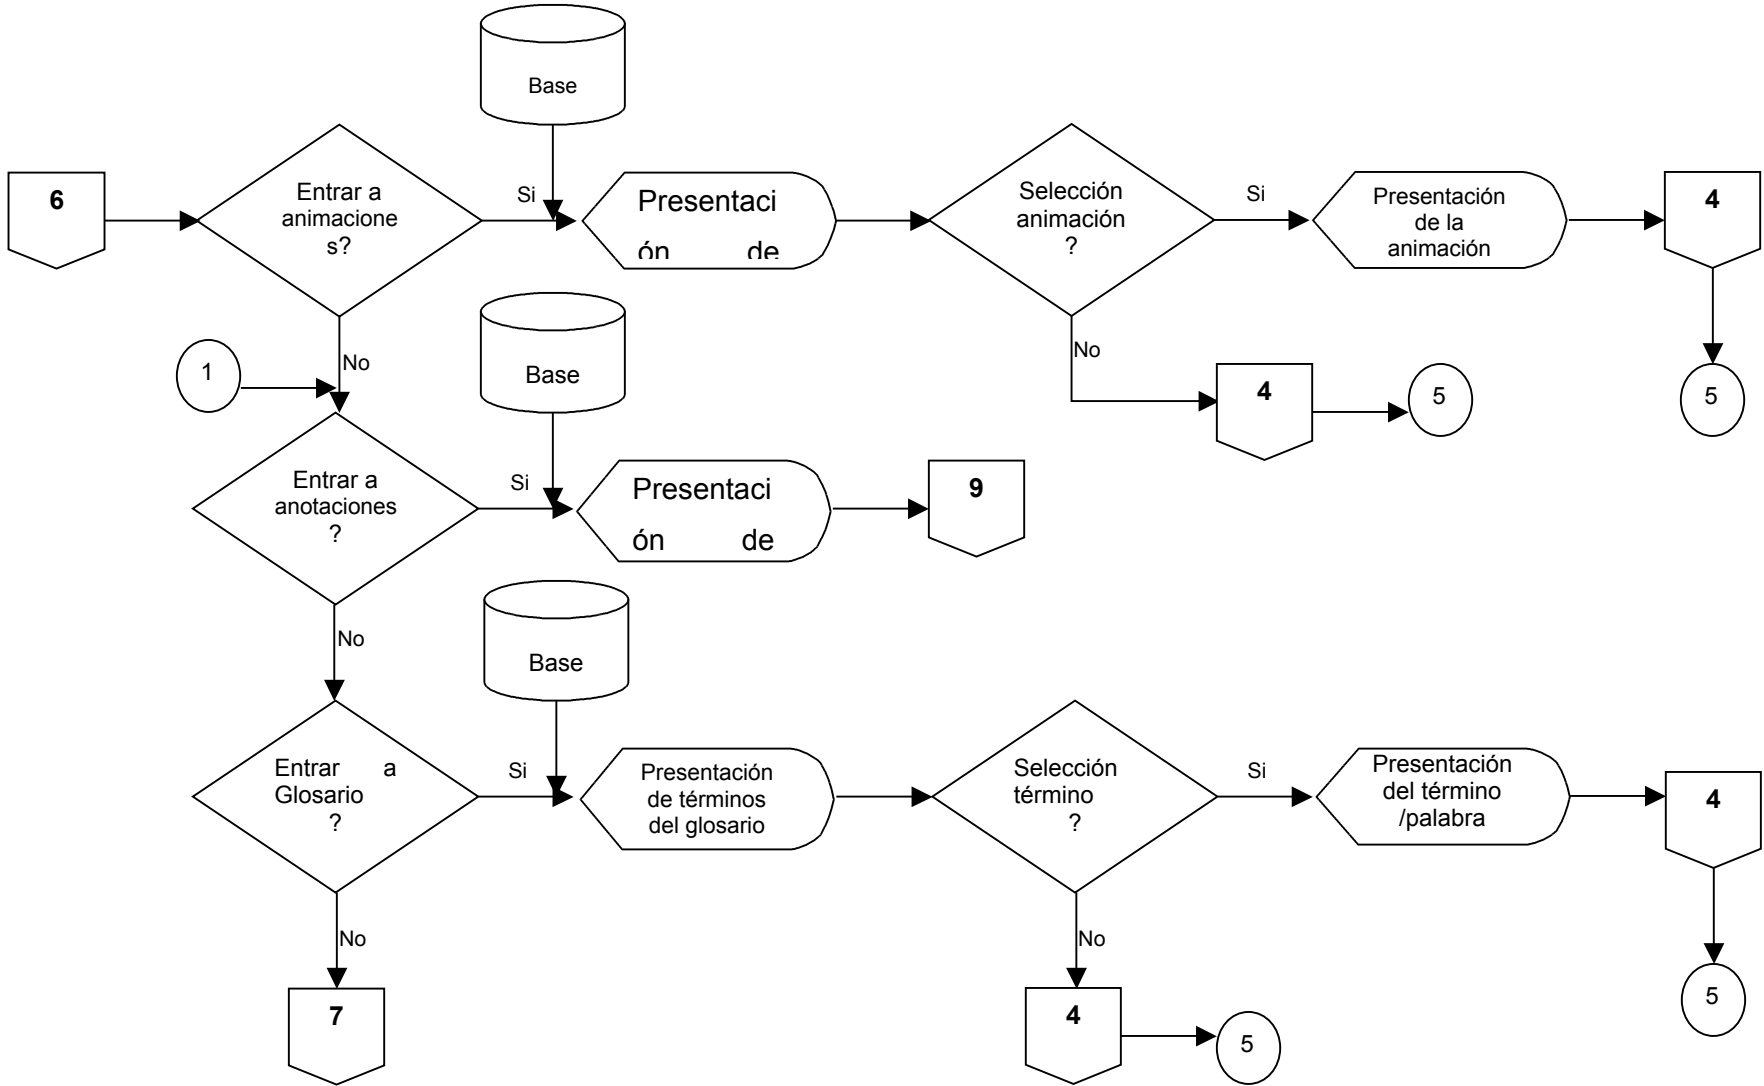 Base
6
Entrar a
animacione
s?
Si
Presentaci
ón de
Selección
animación
?
Si
Presentación
de la
animación
4
No
1
Base
No
4
5
5
Entrar a
anotaciones
?
Si
Presentaci
ón de
9
No
Base
Entrar a
Glosario
?
Si
Presentación
de términos
del glosario
Selección
término
?
Si
Presentación
del término
/palabra
4
No
No
7
4
5
5